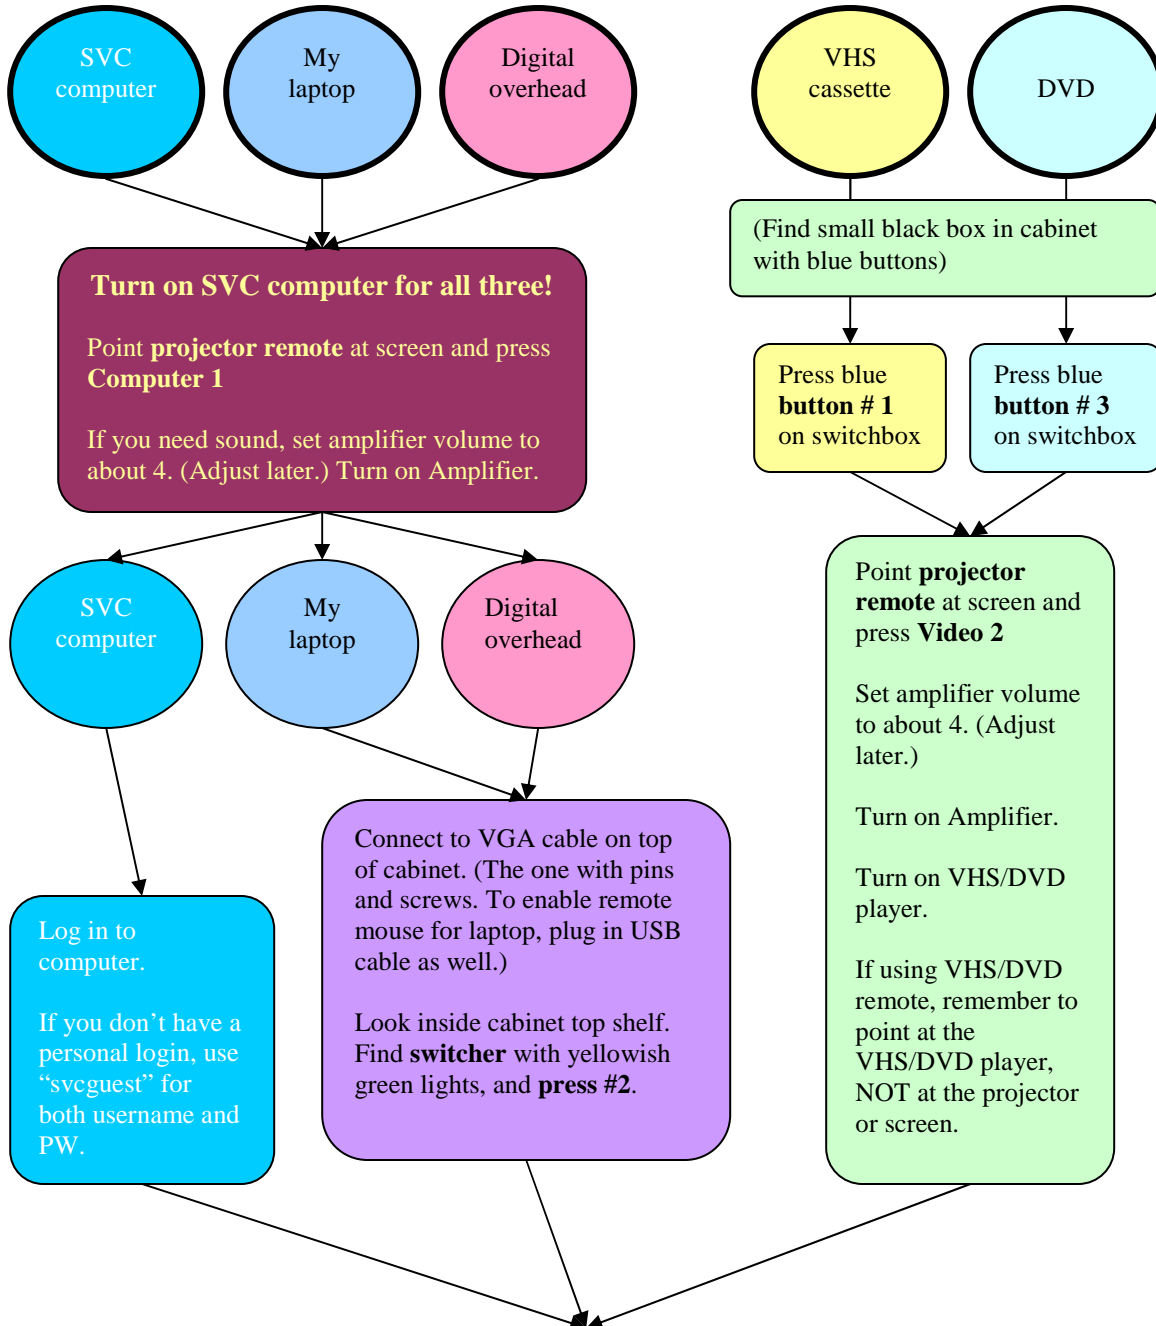 SVC
computer
My
laptop
Digital
overhead
VHS
cassette
DVD
(Find small black box in cabinet
with blue buttons)
Turn on SVC computer for all three!
Point projector remote at screen and press
Computer 1
If you need sound, set amplifier volume to
about 4. (Adjust later.) Turn on Amplifier.
Press blue
button # 1
on switchbox
Press blue
button # 3
on switchbox
SVC
computer
My
laptop
Digital
overhead
Point projector
remote at screen and
press Video 2
Set amplifier volume
to about 4. (Adjust
later.)
Turn on Amplifier.
Turn on VHS/DVD
player.
If using VHS/DVD
remote, remember to
point at the
VHS/DVD player,
NOT at the projector
or screen.
Connect to VGA cable on top
of cabinet. (The one with pins
and screws. To enable remote
mouse for laptop, plug in USB
cable as well.)
Look inside cabinet top shelf.
Find switcher with yellowish
green lights, and press #2.
Log in to
computer.
If you don’t have a
personal login, use
“svcguest” for
both username and
PW.